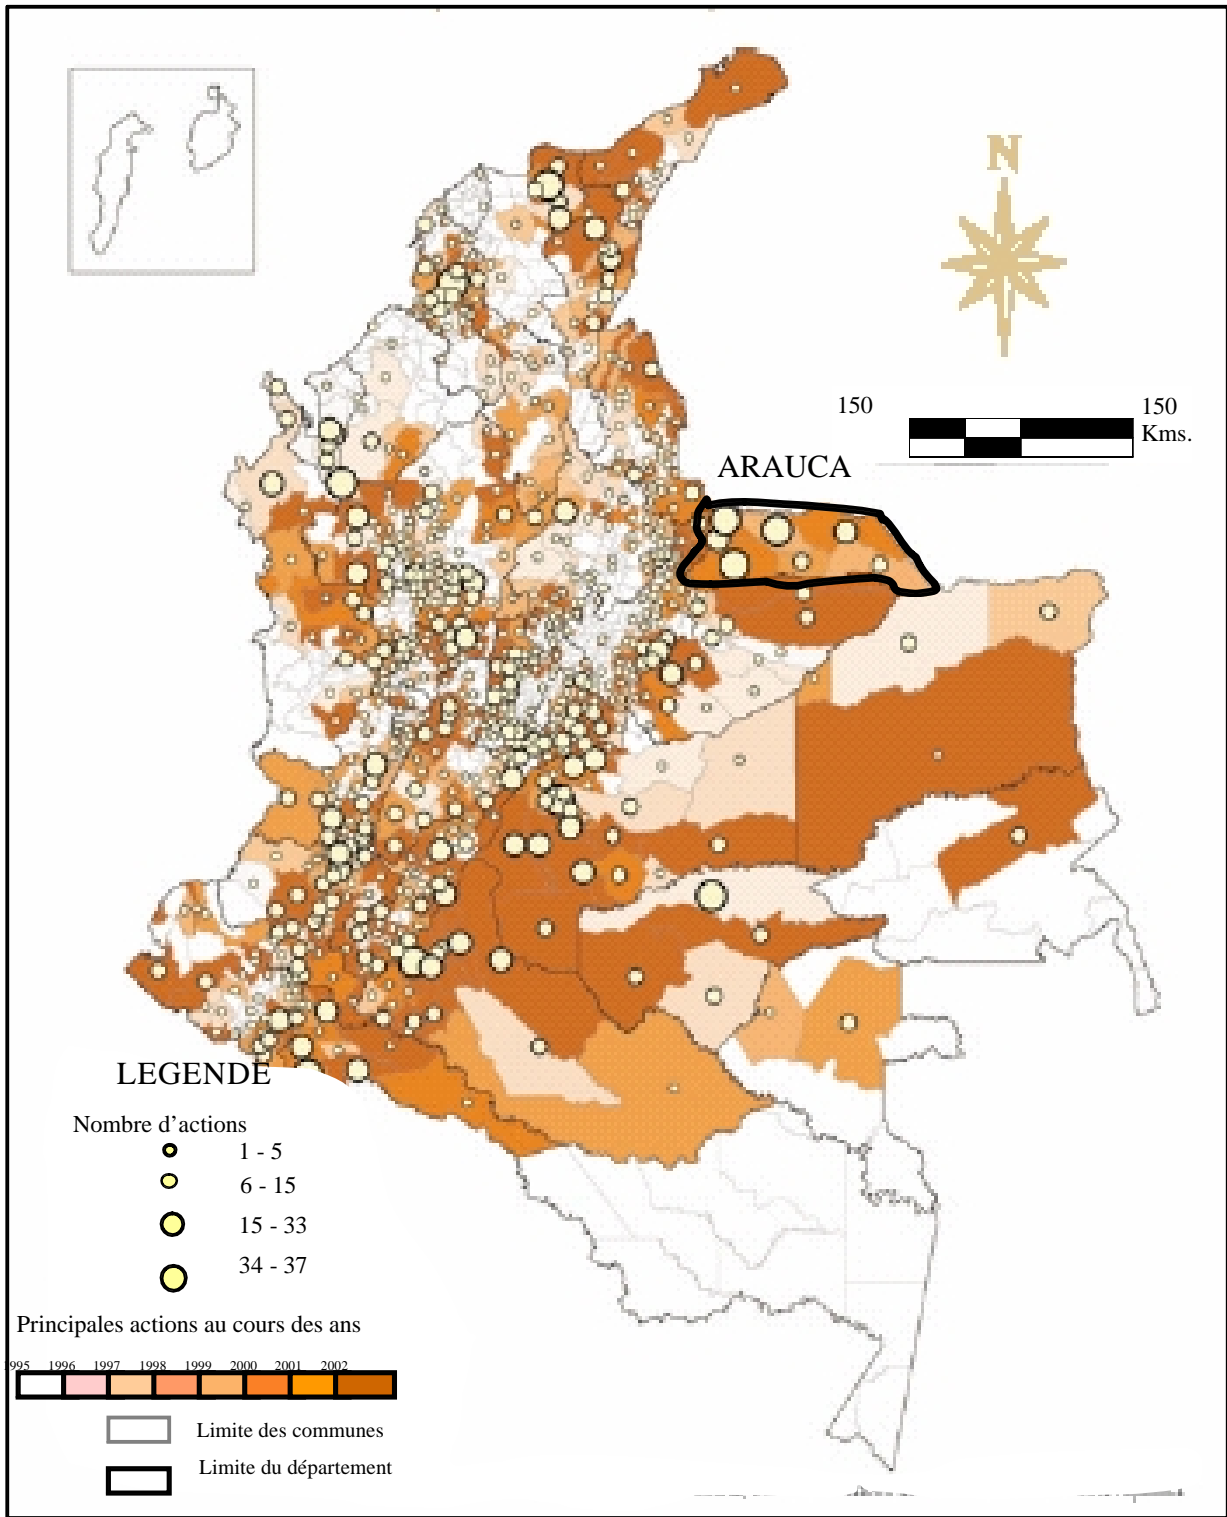 N
150
150
Kms.
ARAUCA
LEGENDE
Nombre d’actions
1 - 5
6 - 15
15 - 33
34 - 37
Principales actions au cours des ans
1995 1996 1997 1998 1999 2000 2001 2002
Limite des communes
Limite du département